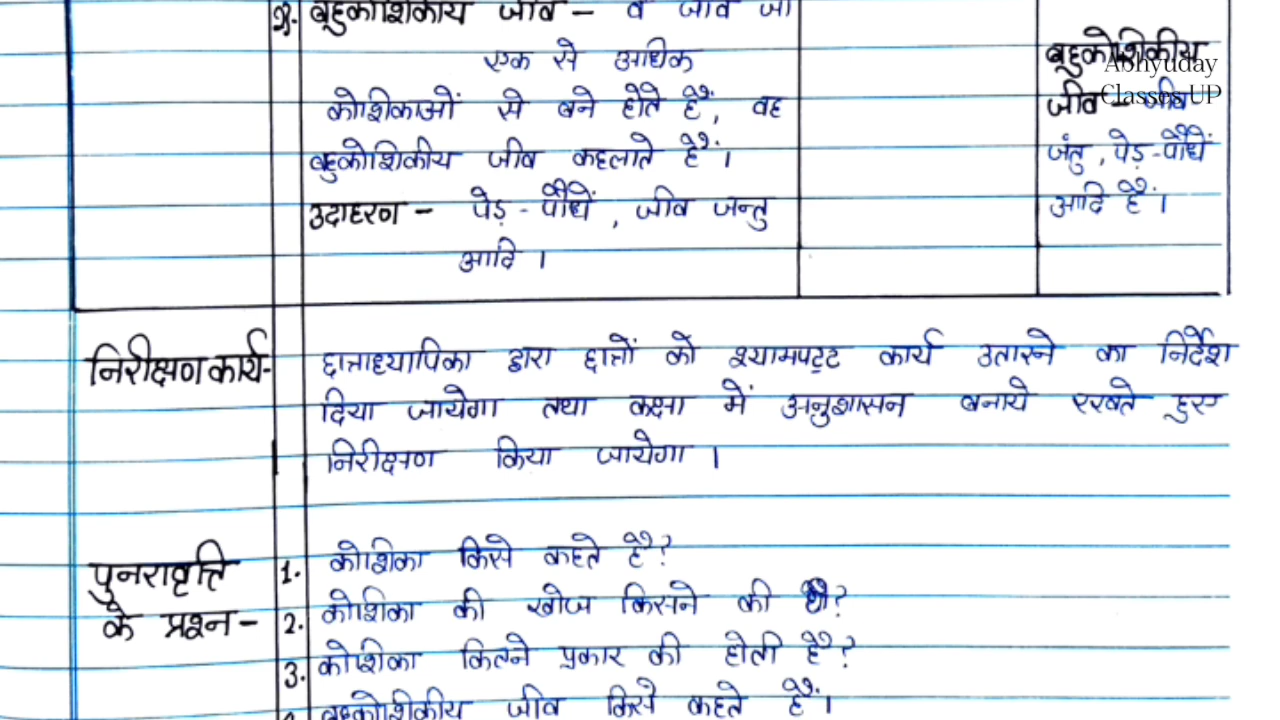 २. बहुकोशिकीय जीव – वे जीव जो
एक से अधिक
कोशिकाओं से बने होते हैं, वह
बहुकोशिकीय जीव कहलाते हैं।
उदाहरण – पेड़-पौधें, जीव जन्तु
आदि ।
बहुकोशिकीय
जीव – जीव
जंतु, पेड़-पौधें
आदि हैं।
Abhyuday
Classes UP
निरीक्षण कार्य-
छात्राध्यापिका द्वारा छात्रों को श्यामपट्ट कार्य उतारने का निर्देश
दिया जायेगा तथा कक्षा में अनुशासन बनाये रखते हुए
निरीक्षण किया जायेगा ।
पुनरावृत्ति
के प्रश्न –
1. कोशिका किसे कहते है?
2. कोशिका की खोज किसने की थी?
3. कोशिका कितने प्रकार की होती है?
बहुकोशिकीय जीव किसे कहते हैं।